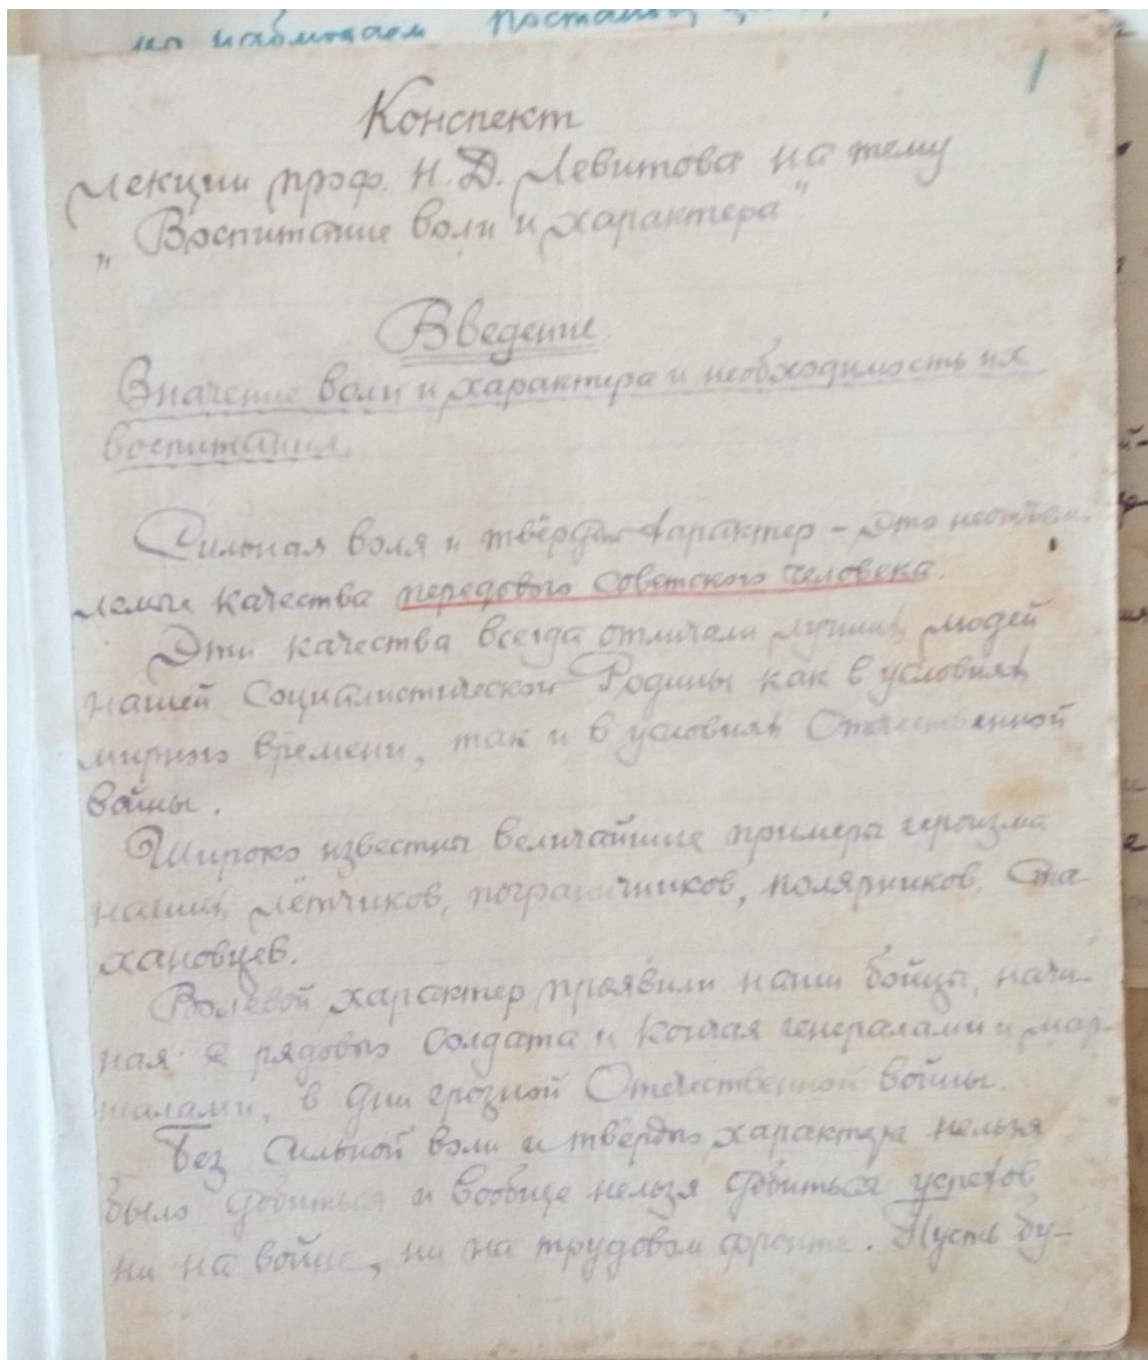 но наблюдаем постановку
1
Конспект
лекции проф. Н.Д. Левитова на тему
„Воспитание воли и характера”
Введение
Значение воли и характера и необходимость их
воспитания.
Сильная воля и твёрдый характер – это неотъем-
лемые качества передового советского человека.
Эти качества всегда отличали лучших людей
нашей социалистической Родины как в условиях
мирного времени, так и в условиях Отечественной
войны.
Широко известны величайшие примеры героизма
наших лётчиков, пограничников, полярников, ста
хановцев.
Волевой характер проявили наши бойцы, начи-
ная с рядового солдата и кончая генералами и мар-
шалами, в дни грозной Отечественной войны.
Без сильной воли и твёрдого характера нельзя
было добиться и вообще нельзя добиться успехов
ни на войне, ни на трудовом фронте. Пусть бу-